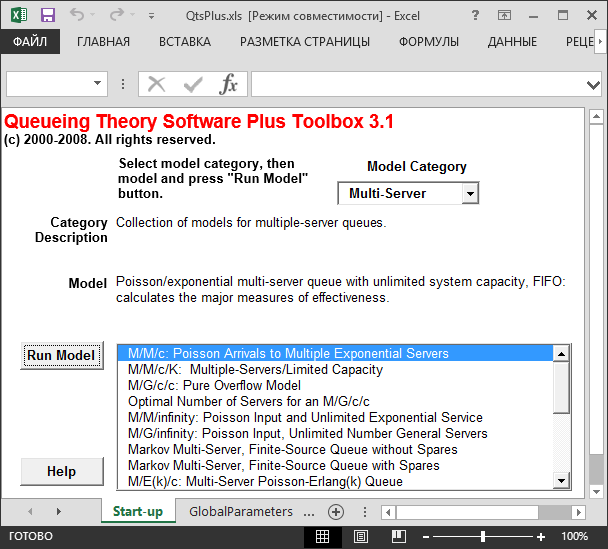 QtsPlus.xls [Режим совместимости] - Excel
ФАЙЛ ГЛАВНАЯ ВСТАВКА РАЗМЕТКА СТРАНИЦЫ ФОРМУЛЫ ДАННЫЕ РЕЦЕ
fx
Queueing Theory Software Plus Toolbox 3.1
(c) 2000-2008. All rights reserved.
Select model category, then
model and press "Run Model"
button.
Model Category
Multi-Server
Category
Description
Collection of models for multiple-server queues.
Model
Poisson/exponential multi-server queue with unlimited system capacity, FIFO:
calculates the major measures of effectiveness.
Run Model
M/M/c: Poisson Arrivals to Multiple Exponential Servers
M/M/c/K: Multiple-Servers/Limited Capacity
M/G/c/c: Pure Overflow Model
Optimal Number of Servers for an M/G/c/c
M/M/infinity: Poisson Input and Unlimited Exponential Service
M/G/infinity: Poisson Input, Unlimited Number General Servers
Markov Multi-Server, Finite-Source Queue without Spares
Markov Multi-Server, Finite-Source Queue with Spares
M/E(k)/c: Multi-Server Poisson-Erlang(k) Queue
Help
Start-up GlobalParameters ...
ГОТОВО 100%